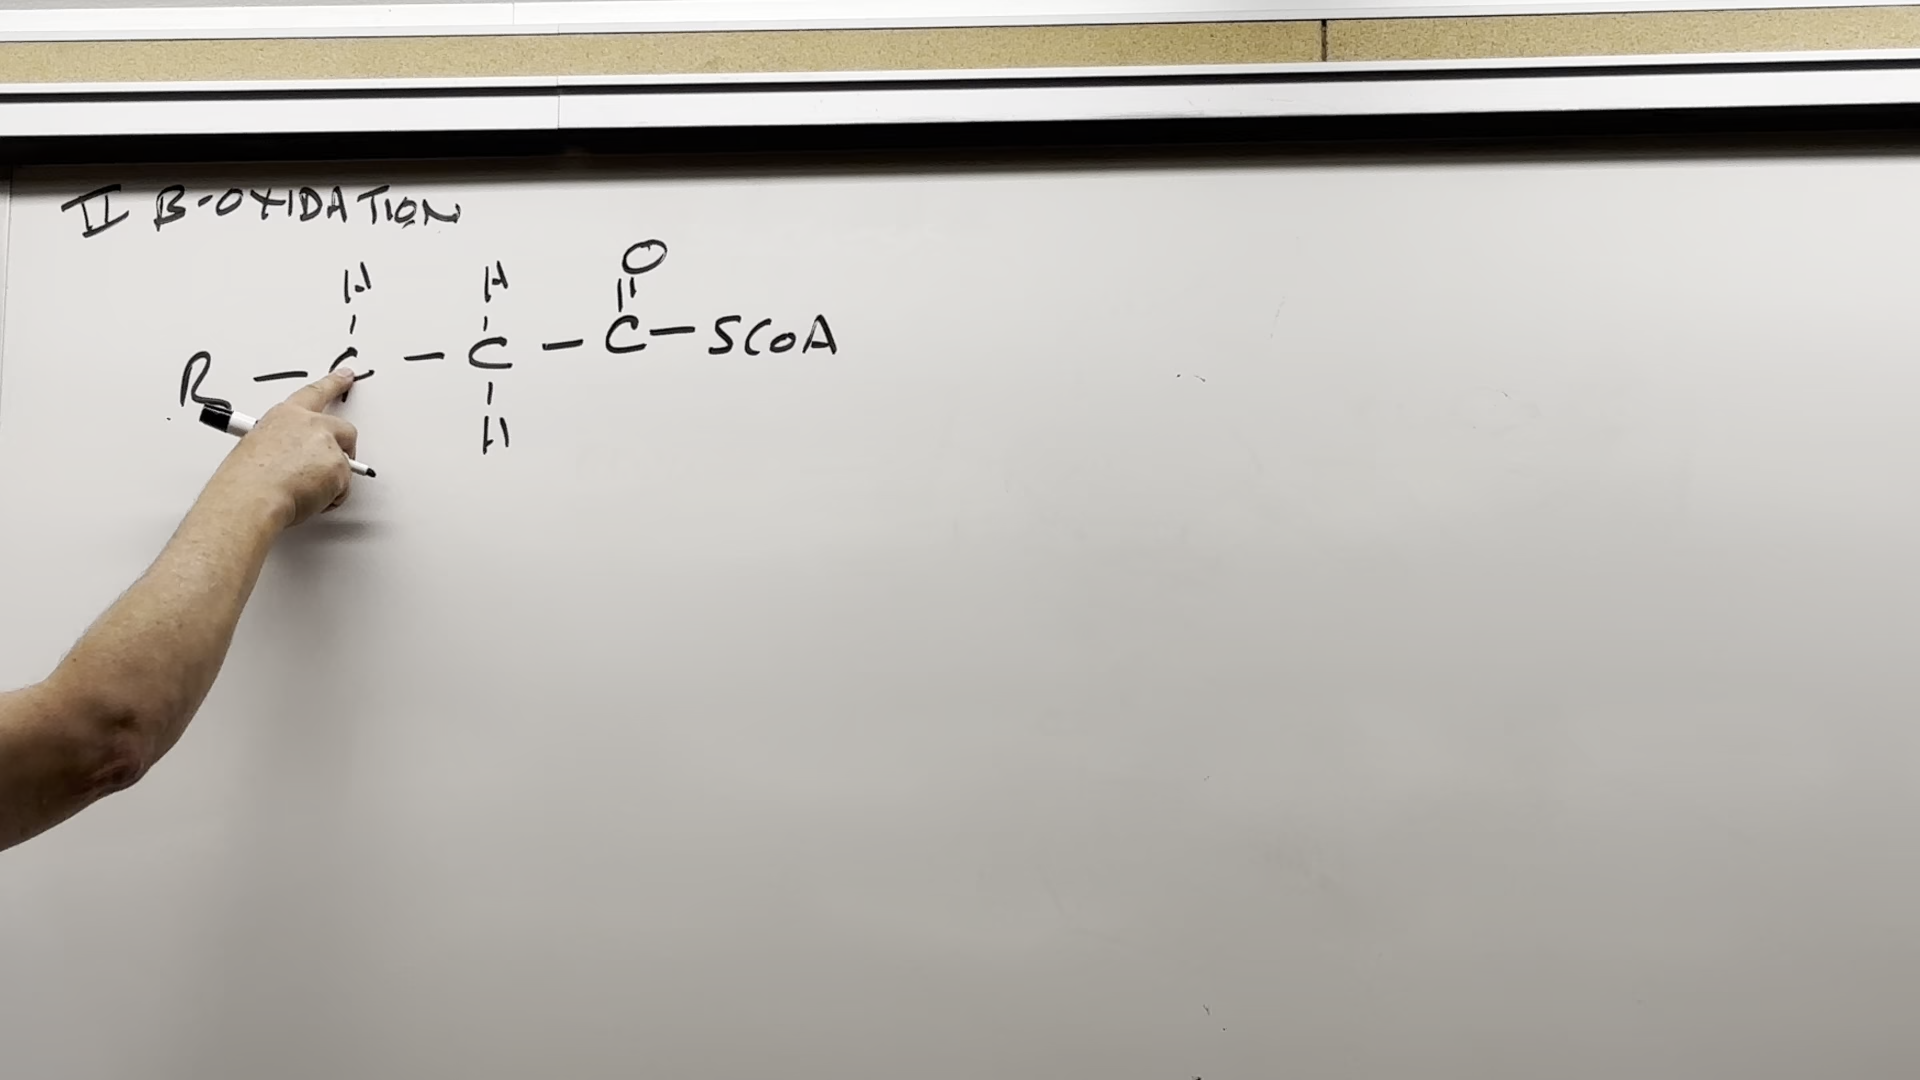 II B-OXIDATION
O
H H ||
R - C - C - C - SCoA
H